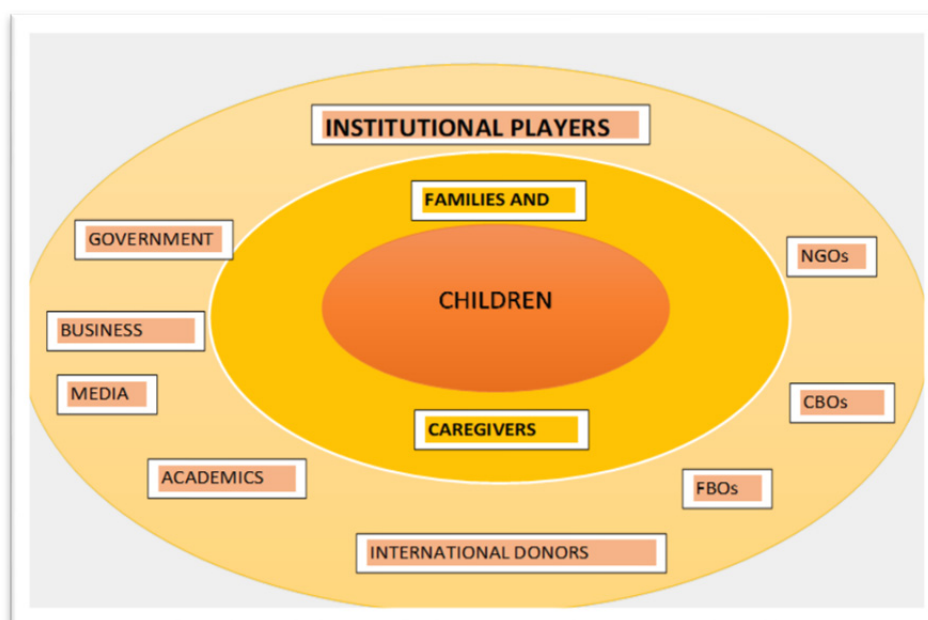 INSTITUTIONAL PLAYERS
FAMILIES AND
GOVERNMENT
NGOs
CHILDREN
BUSINESS
MEDIA
CBOs
CAREGIVERS
ACADEMICS
FBOs
INTERNATIONAL DONORS